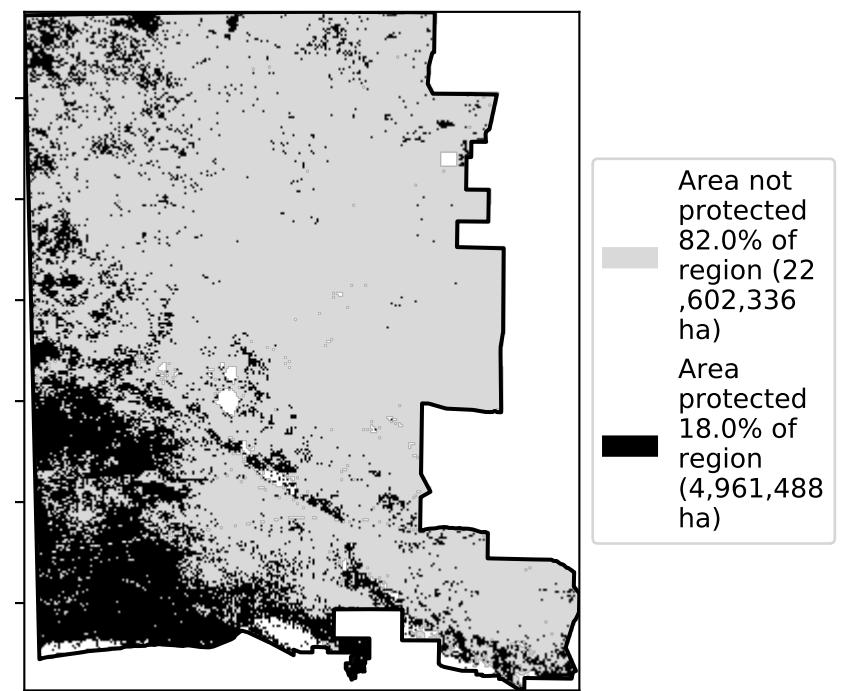 Area not
protected
82.0% of
region (22
,602,336
ha)
Area
protected
18.0% of
region
(4,961,488
ha)